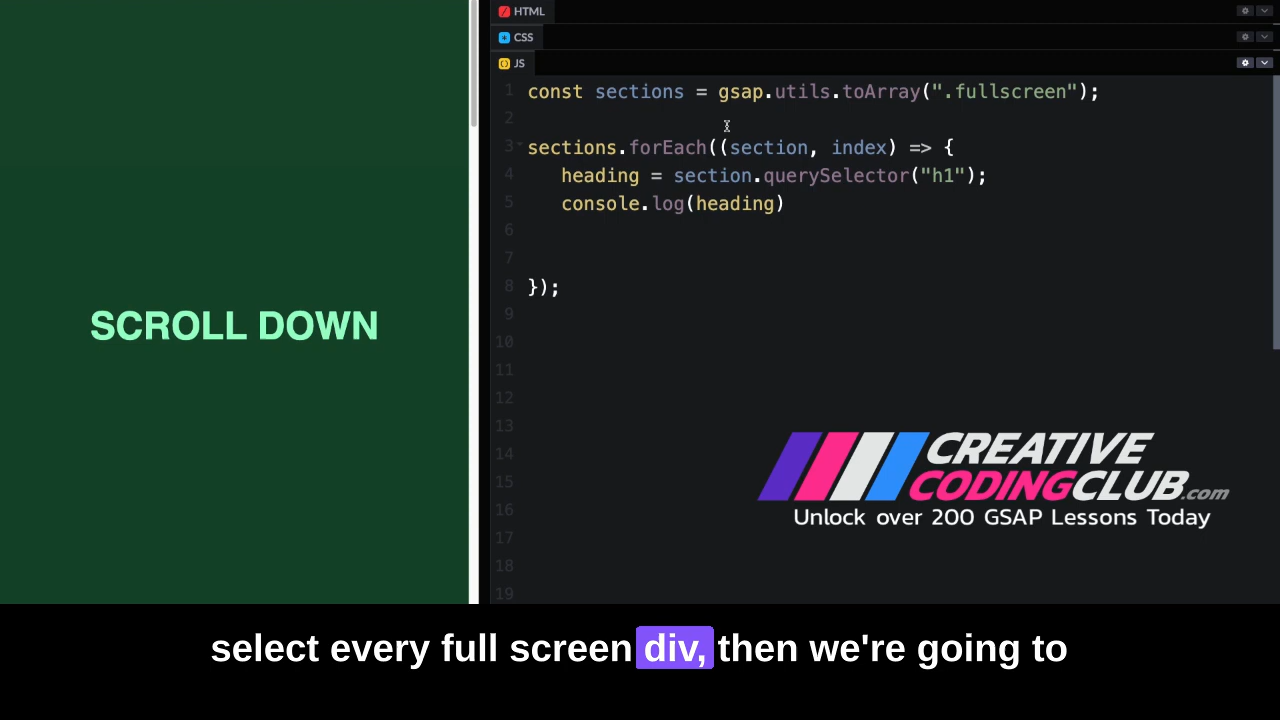 HTML
CSS
JS
1 const sections = gsap.utils.toArray(".fullscreen");
2
3 sections.forEach((section, index) => {
4 heading = section.querySelector("h1");
5 console.log(heading)
6
7
8 });
9
10
11
12
13
14
15
16
17
18
19
SCROLL DOWN
CREATIVE
CODINGCLUB.com
Unlock over 200 GSAP Lessons Today
select every full screen div, then we're going to